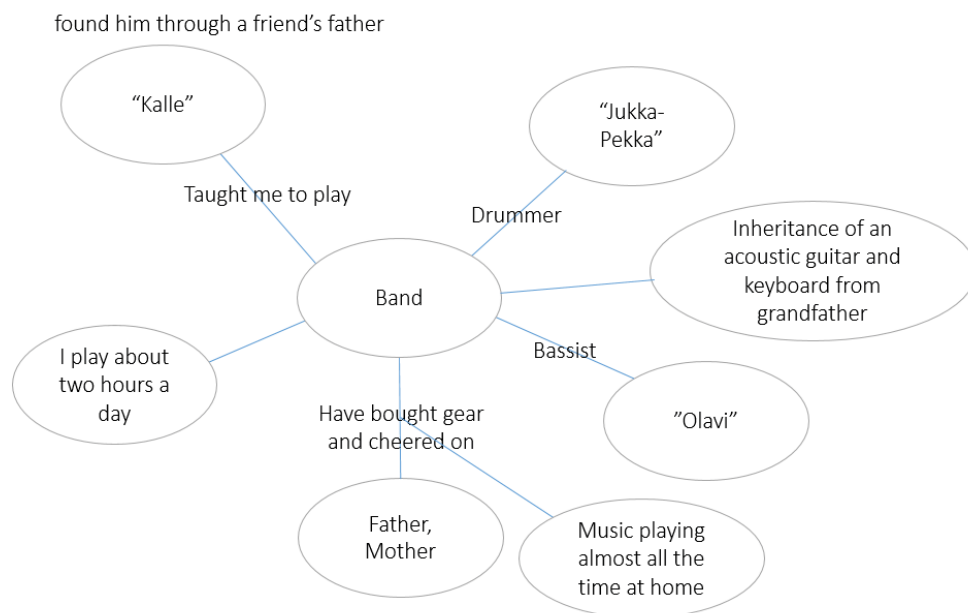 found him through a friend’s father
“Kalle”
“Jukka-
Pekka”
Taught me to play
Drummer
Inheritance of an
acoustic guitar and
keyboard from
grandfather
Band
Bassist
I play about
two hours a
day
Have bought gear
and cheered on
”Olavi”
Father,
Mother
Music playing
almost all the
time at home